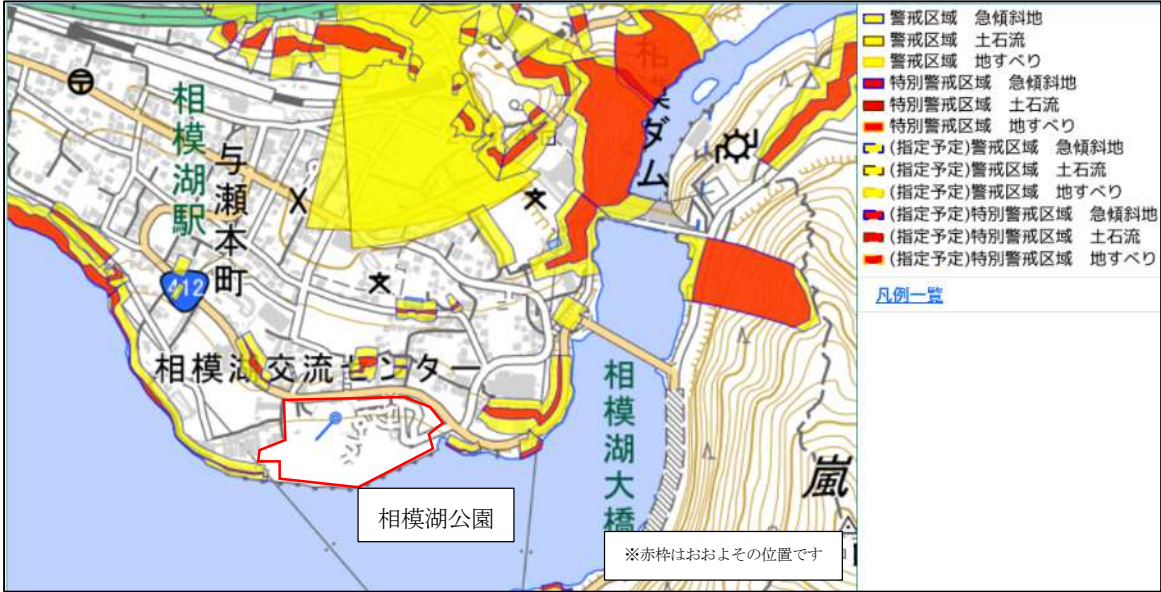 相模湖駅
与瀬本町
412
相模湖交流センター
相模ダム
相模湖大橋
嵐
相模湖公園
※赤枠はおおよその位置です
警戒区域　急傾斜地
警戒区域　土石流
警戒区域　地すべり
特別警戒区域　急傾斜地
特別警戒区域　土石流
特別警戒区域　地すべり
(指定予定)警戒区域　急傾斜地
(指定予定)警戒区域　土石流
(指定予定)警戒区域　地すべり
(指定予定)特別警戒区域　急傾斜地
(指定予定)特別警戒区域　土石流
(指定予定)特別警戒区域　地すべり
凡例一覧